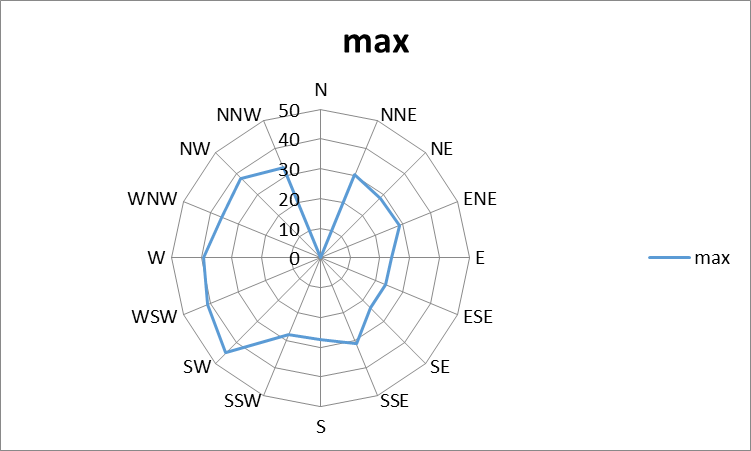 max
N
NNW 50 NNE
40
NW NE
30
WNW 20 ENE
10
W 0 E
max
WSW ESE
SW SE
SSW SSE
S